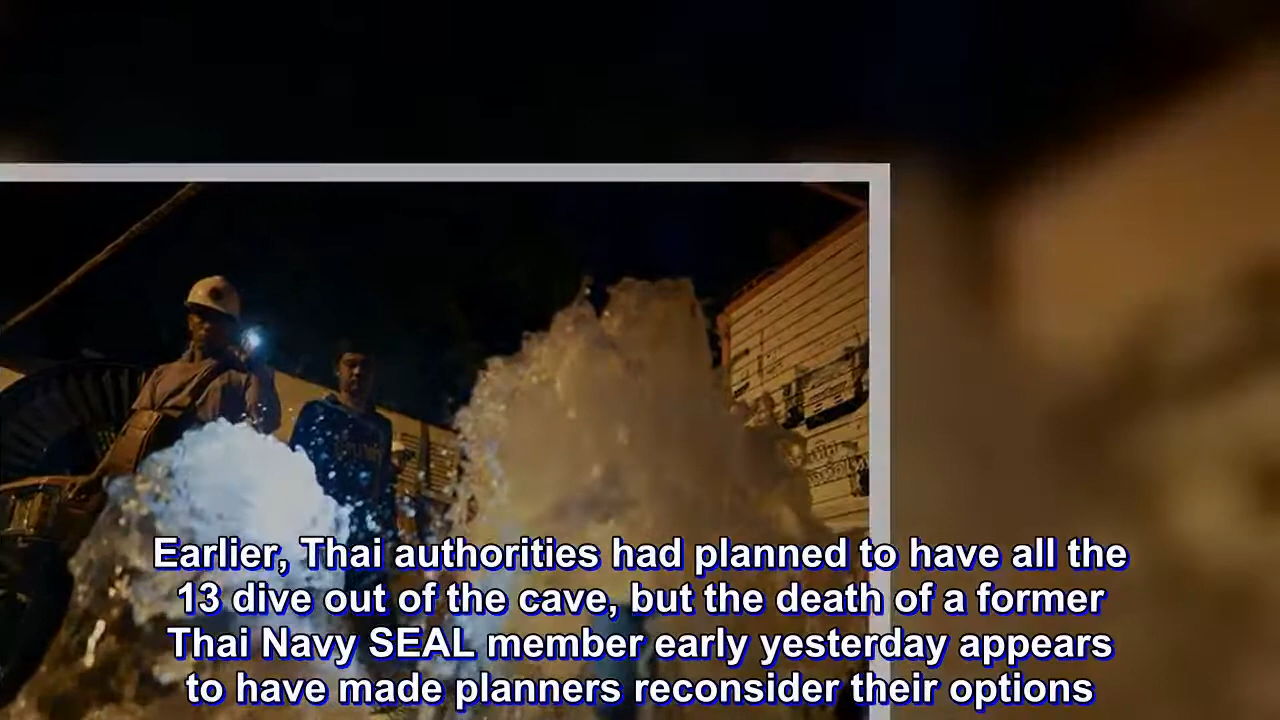 Earlier, Thai authorities had planned to have all the
13 dive out of the cave, but the death of a former
Thai Navy SEAL member early yesterday appears
to have made planners reconsider their options